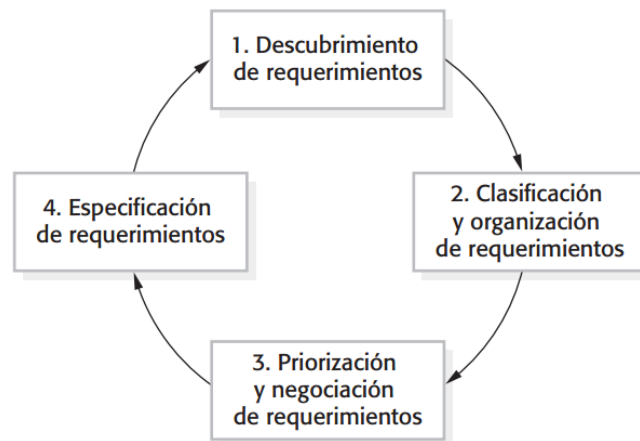 1. Descubrimiento
de requerimientos
2. Clasificación
y organización
de requerimientos
3. Priorización
y negociación
de requerimientos
4. Especificación
de requerimientos